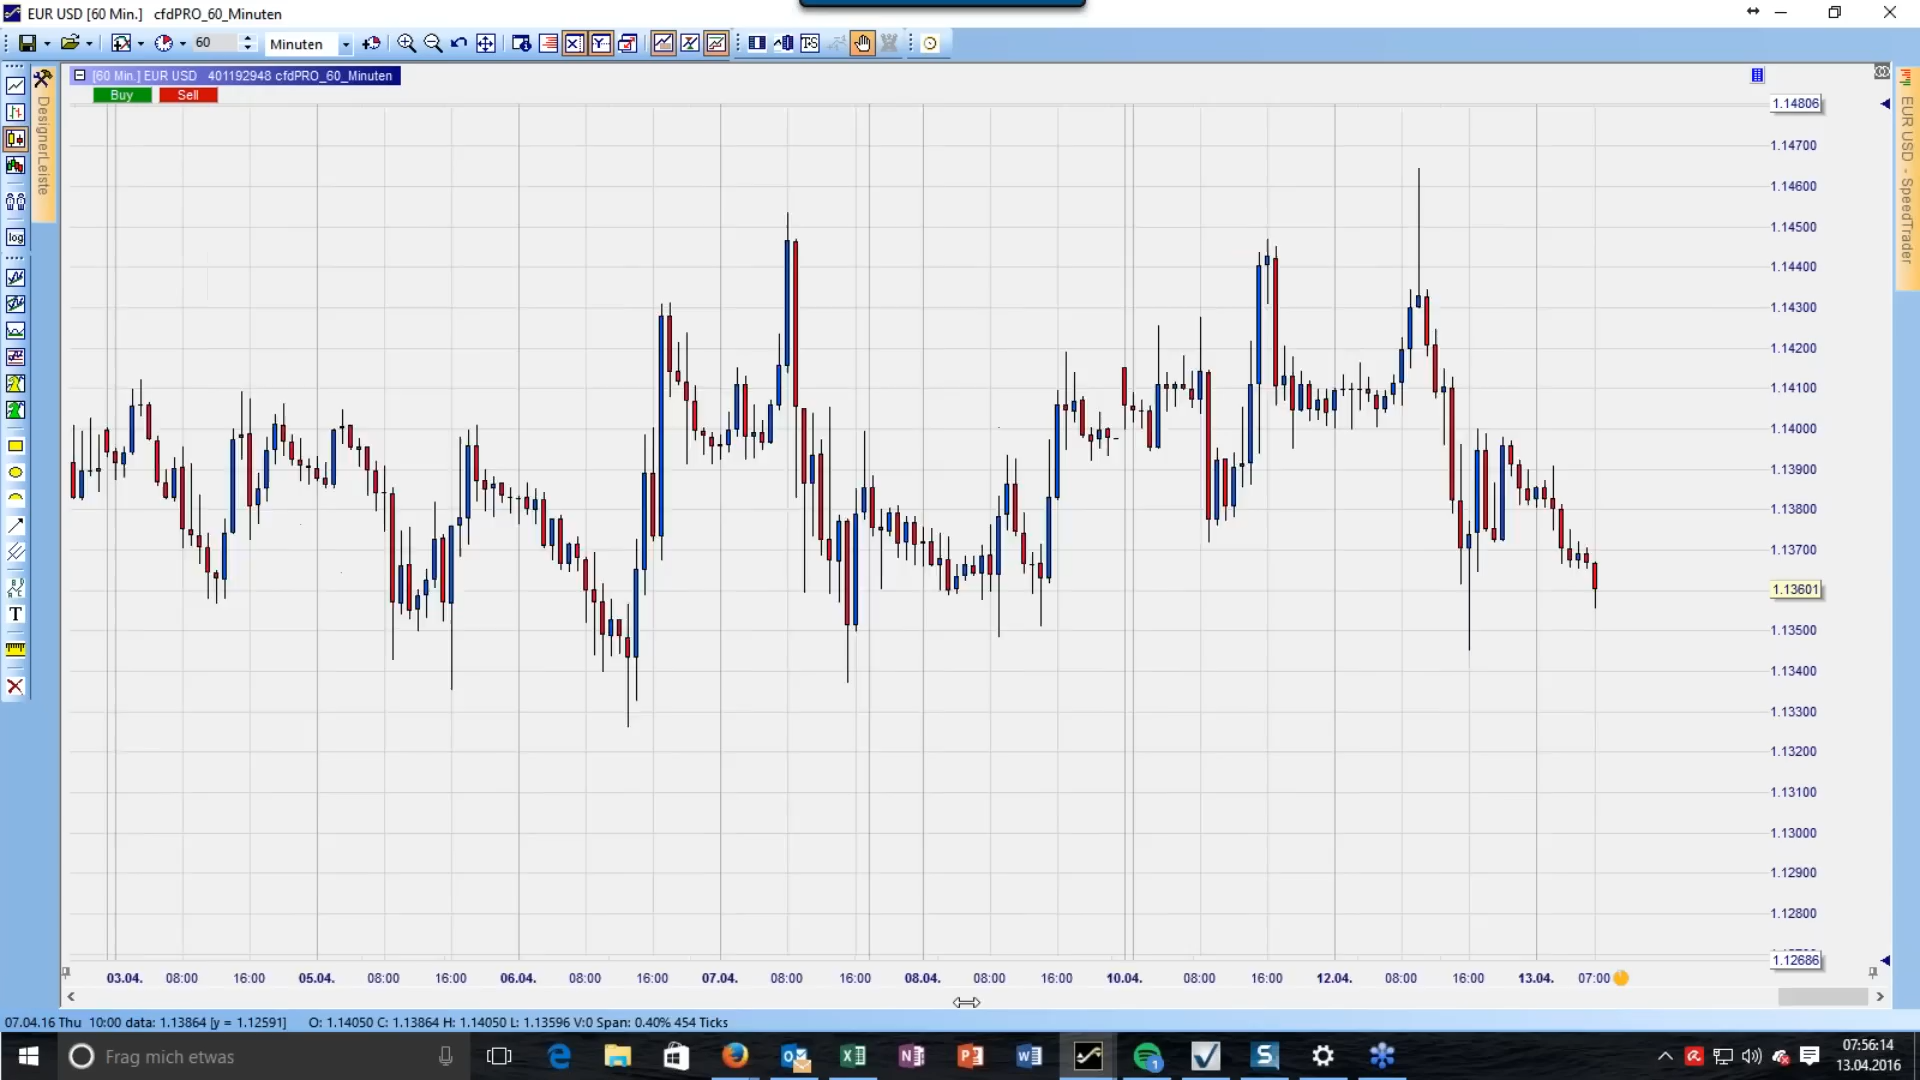 EUR USD [60 Min.] cfdPRO_60_Minuten
60 Minuten
T-S
[60 Min.] EUR USD 401192948 cfdPRO_60_Minuten
Buy Sell
DesignerLeiste
log
T
EUR USD - SpeedTrader
1.14806
1.14700
1.14600
1.14500
1.14400
1.14300
1.14200
1.14100
1.14000
1.13900
1.13800
1.13700
1.13601
1.13500
1.13400
1.13300
1.13200
1.13100
1.13000
1.12900
1.12800
1.12686
03.04. 08:00 16:00 05.04. 08:00 16:00 06.04. 08:00 16:00 07.04. 08:00 16:00 08.04. 08:00 16:00 10.04. 08:00 16:00 12.04. 08:00 16:00 13.04. 07:00
07.04.16 Thu 10:00 data: 1.13864 [y = 1.12591] O: 1.14050 C: 1.13864 H: 1.14050 L: 1.13596 V:0 Span: 0.40% 454 Ticks
Frag mich etwas
07:56:14
13.04.2016